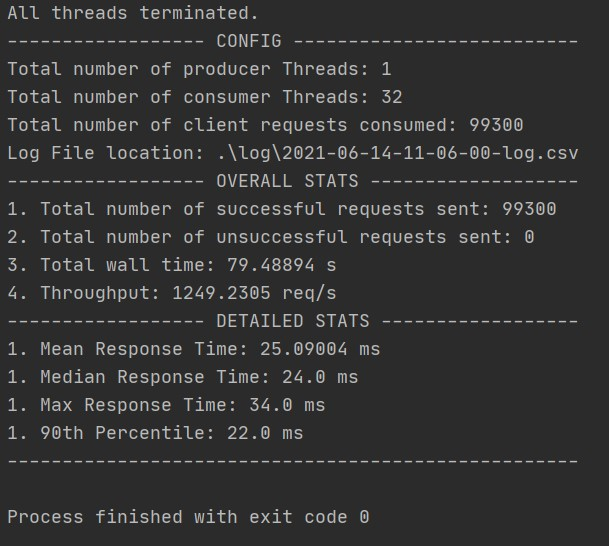 All threads terminated.
------------------ CONFIG --------------------------
Total number of producer Threads: 1
Total number of consumer Threads: 32
Total number of client requests consumed: 99300
Log File location: .\log\2021-06-14-11-06-00-log.csv
------------------ OVERALL STATS -------------------
1. Total number of successful requests sent: 99300
2. Total number of unsuccessful requests sent: 0
3. Total wall time: 79.48894 s
4. Throughput: 1249.2305 req/s
------------------ DETAILED STATS ------------------
1. Mean Response Time: 25.09004 ms
1. Median Response Time: 24.0 ms
1. Max Response Time: 34.0 ms
1. 90th Percentile: 22.0 ms
----------------------------------------------------
Process finished with exit code 0